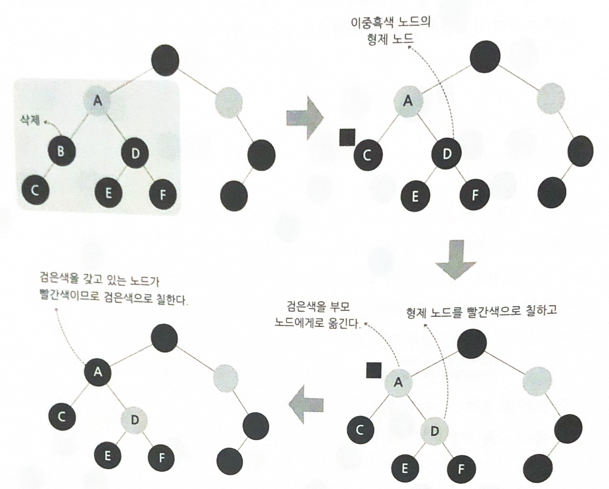 이중흑색 노드의
형제 노드
A
삭제
B
D
C
E
F
A
C
D
E
F
검은색을 갖고 있는 노드가
빨간색이므로 검은색으로 칠한다.
A
C
D
E
F
검은색을 부모
노드에게로 옮긴다.
형제 노드를 빨간색으로 칠하고
A
C
D
E
F